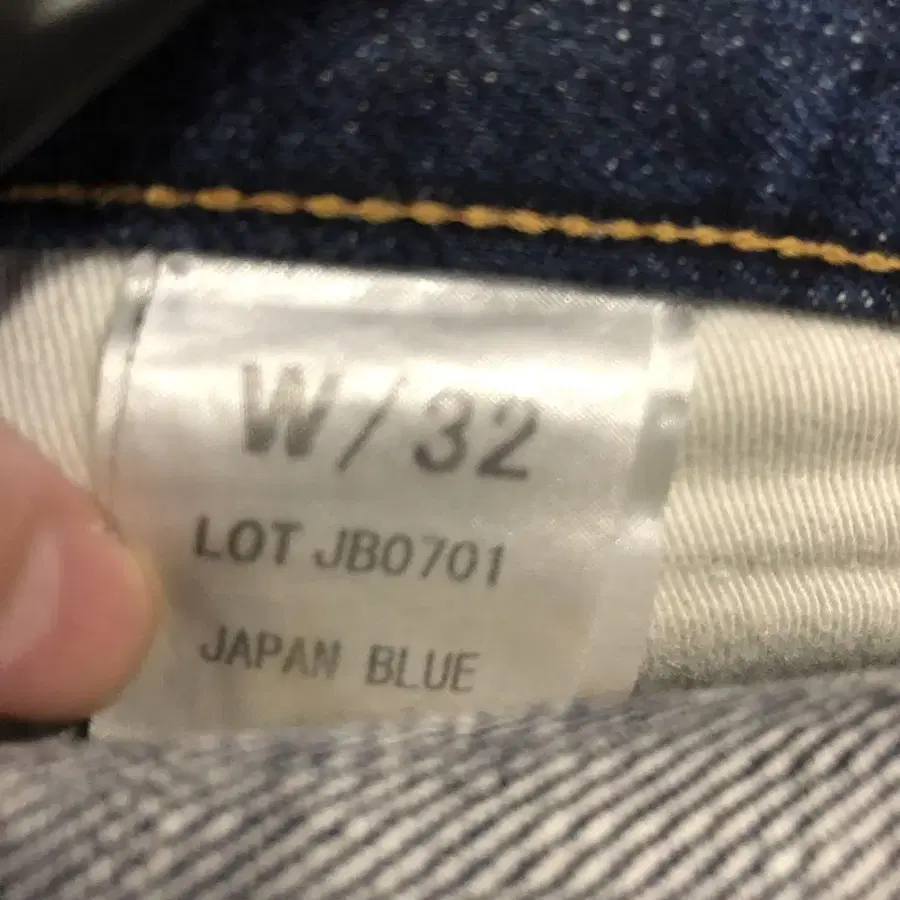 W/32
LOT JB0701
JAPAN BLUE